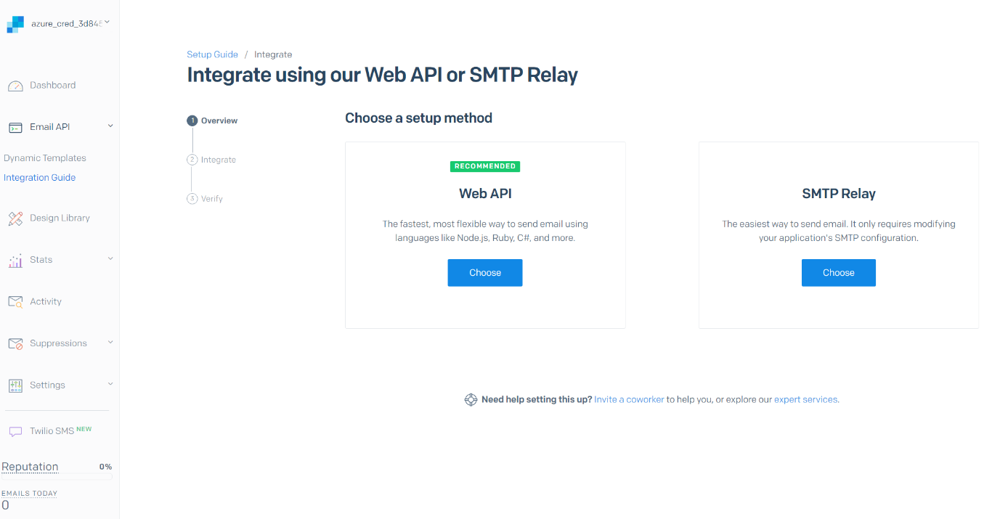 azure_cred_3d848
Dashboard
Email API
Dynamic Templates
Integration Guide
Design Library
Stats
Activity
Suppressions
Settings
Twilio SMS NEW
Reputation 0%
EMAILS TODAY
0
Setup Guide / Integrate
Integrate using our Web API or SMTP Relay
1 Overview
2 Integrate
3 Verify
Choose a setup method
RECOMMENDED
Web API
The fastest, most flexible way to send email using
languages like Node.js, Ruby, C#, and more.
Choose
SMTP Relay
The easiest way to send email. It only requires modifying
your application's SMTP configuration.
Choose
Need help setting this up? Invite a coworker to help you, or explore our expert services.